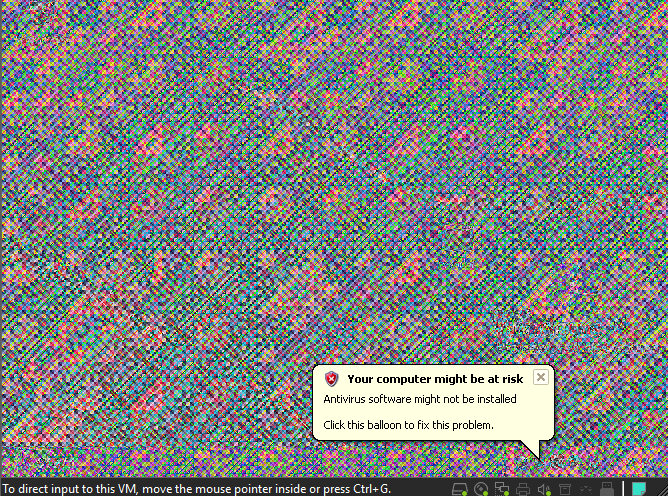 Your computer might be at risk
Antivirus software might not be installed
Click this balloon to fix this problem.
To direct input to this VM, move the mouse pointer inside or press Ctrl+G.